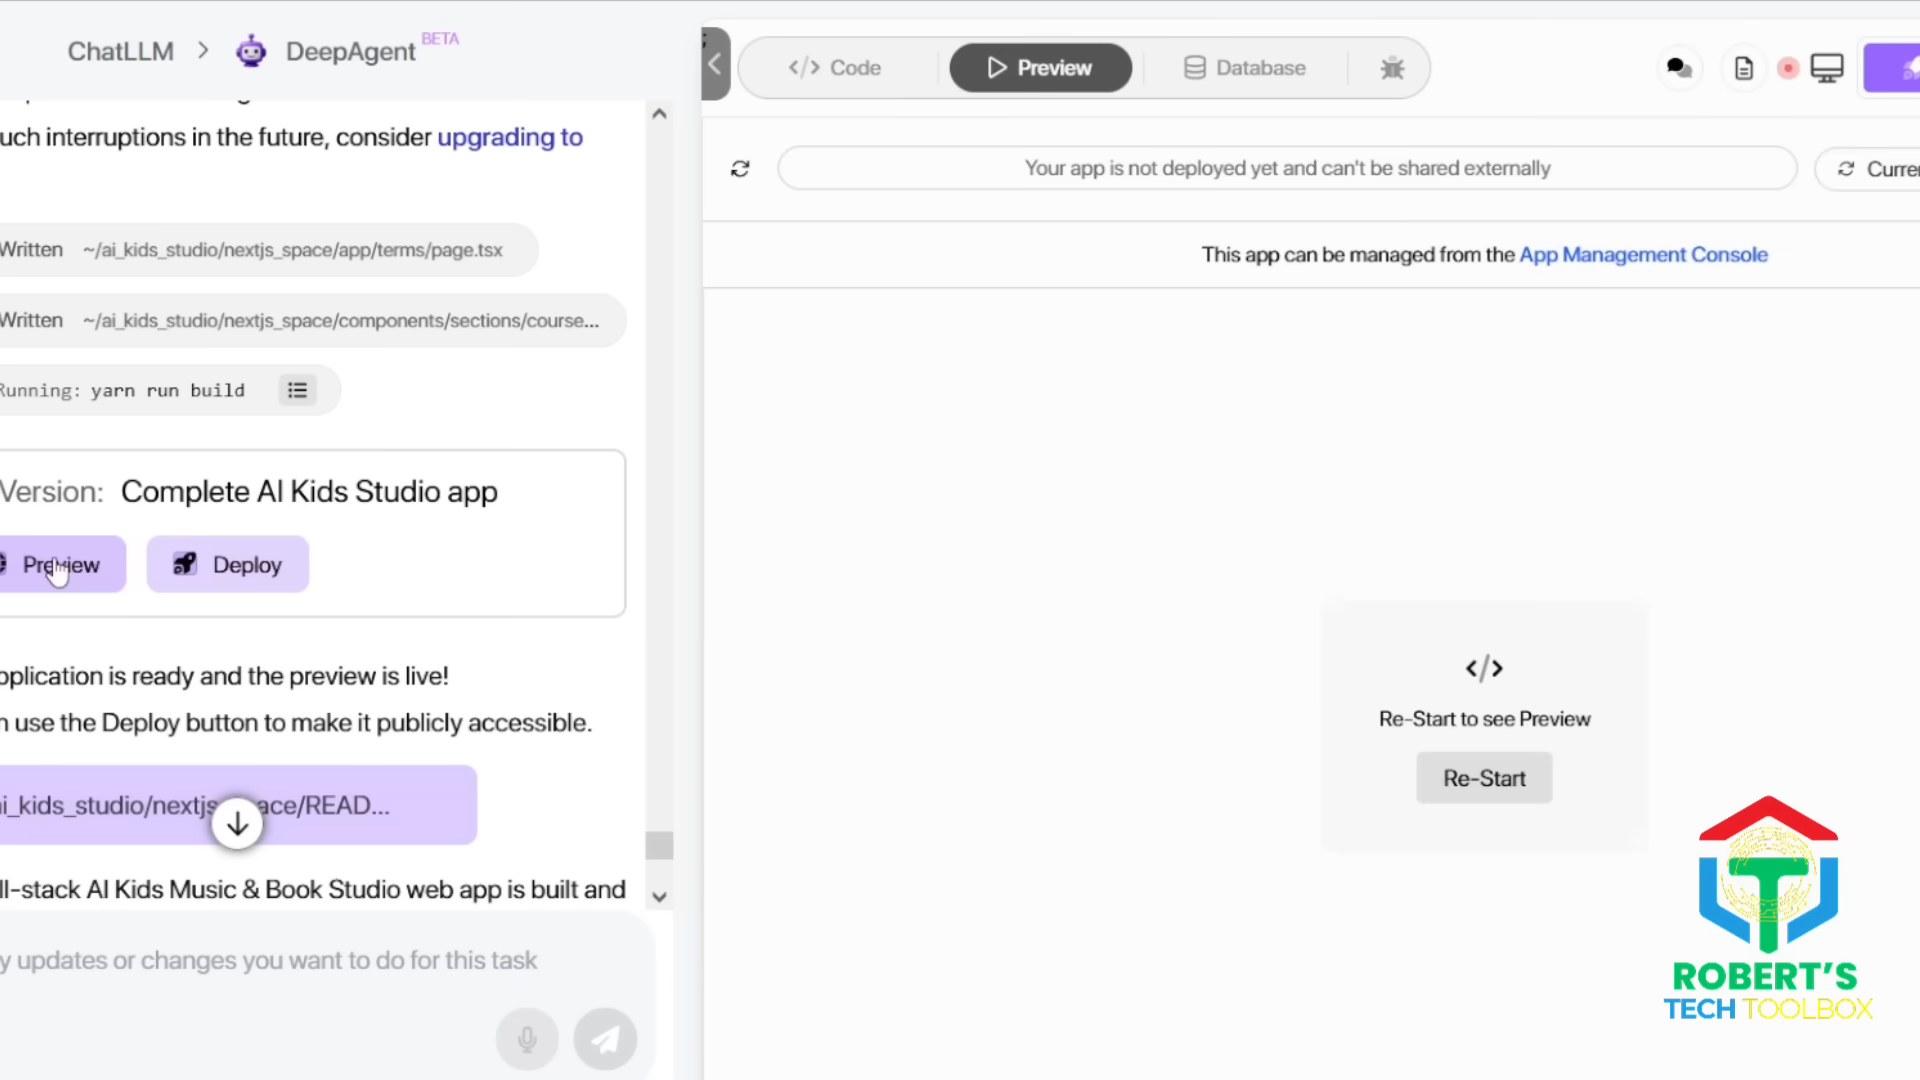 ChatLLM > DeepAgent BETA
uch interruptions in the future, consider upgrading to
Written ~/ai_kids_studio/nextjs_space/app/terms/page.tsx
Written ~/ai_kids_studio/nextjs_space/components/sections/course...
Running: yarn run build
Version: Complete AI Kids Studio app
Preview Deploy
pplication is ready and the preview is live!
n use the Deploy button to make it publicly accessible.
ai_kids_studio/nextjs_space/READ...
ll-stack AI Kids Music & Book Studio web app is built and
y updates or changes you want to do for this task
</> Code Preview Database
Your app is not deployed yet and can't be shared externally
Curre
This app can be managed from the App Management Console
</>
Re-Start to see Preview
Re-Start
ROBERT'S
TECH TOOLBOX